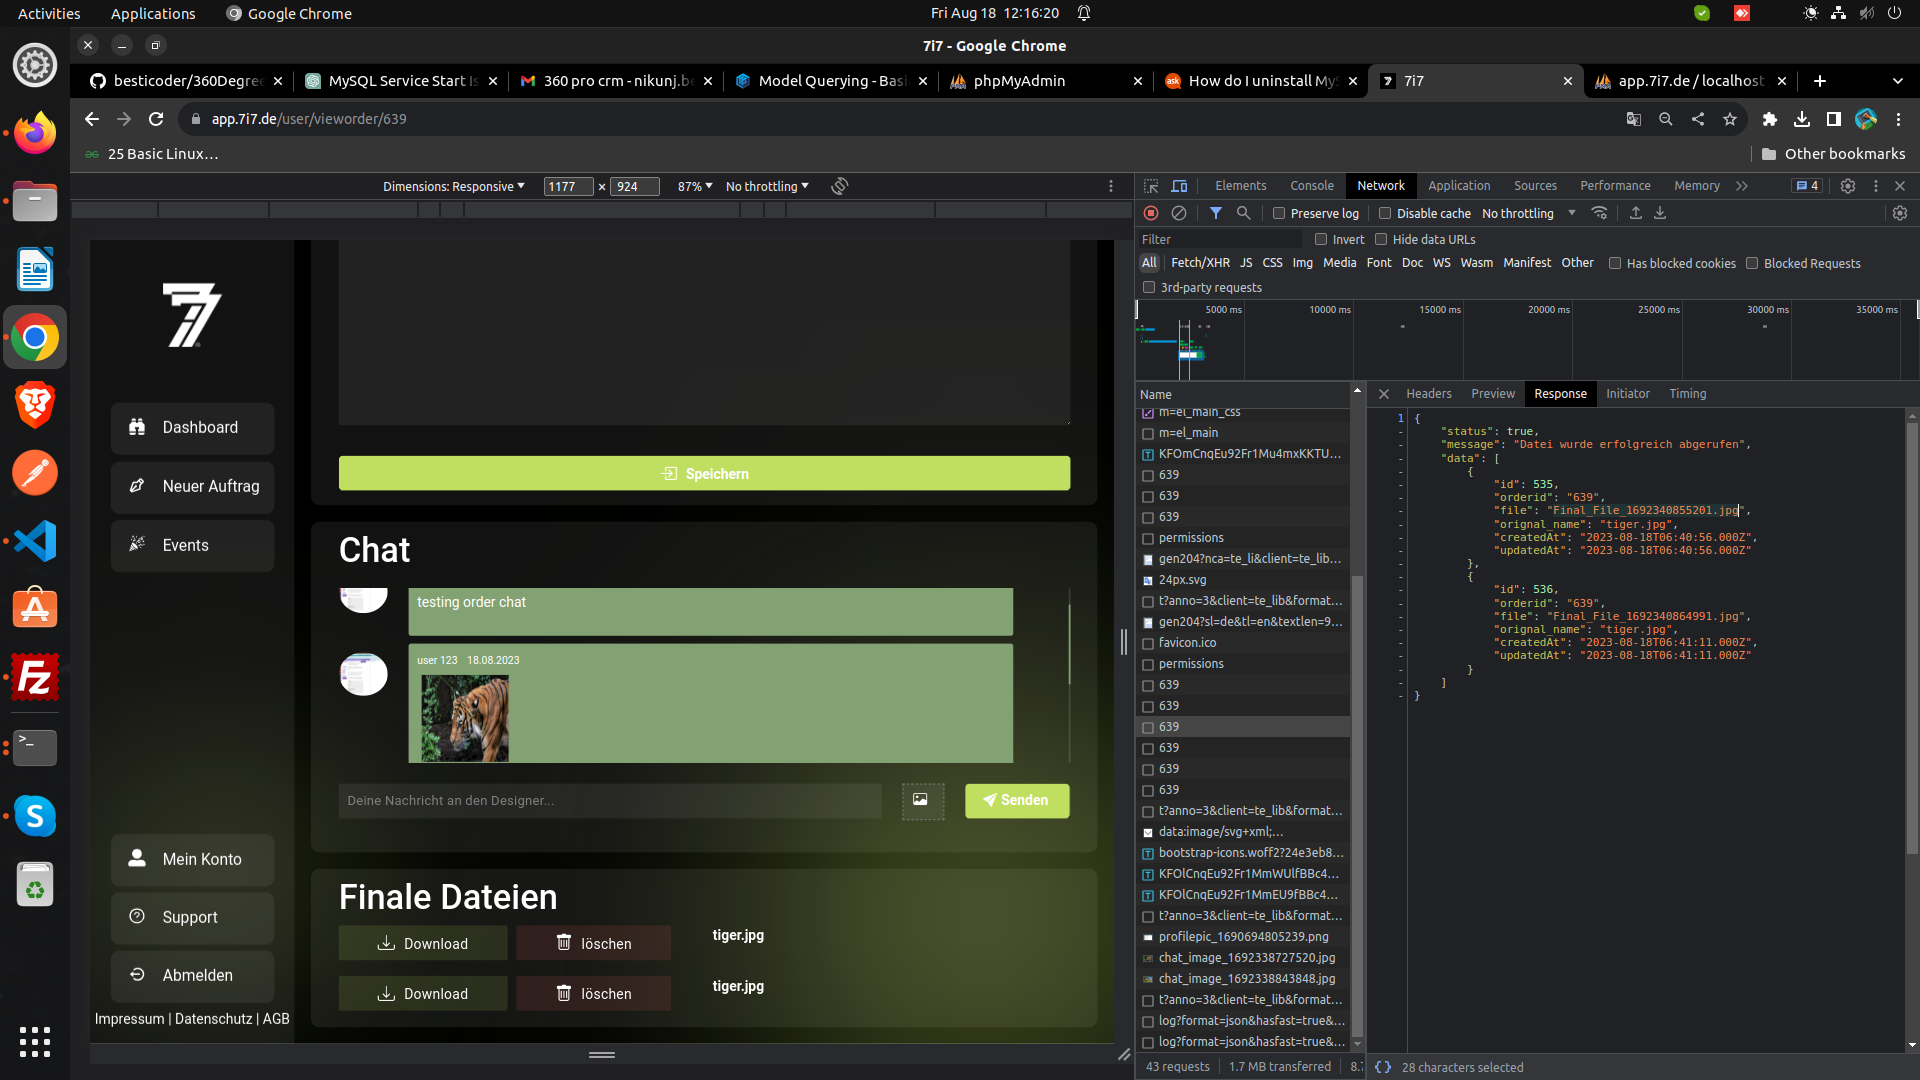 Activities Applications Google Chrome Fri Aug 18 12:16:20
7i7 - Google Chrome
besticoder/360Degree MySQL Service Start Is 360 pro crm - nikunj.be Model Querying - Basi phpMyAdmin How do I uninstall MyS 7i7 app.7i7.de / localhost
app.7i7.de/user/vieworder/639
25 Basic Linux… Other bookmarks
Dimensions: Responsive 1177 × 924 87% No throttling
Elements Console Network Application Sources Performance Memory 4
Preserve log Disable cache No throttling
Filter Invert Hide data URLs
All Fetch/XHR JS CSS Img Media Font Doc WS Wasm Manifest Other Has blocked cookies Blocked Requests
3rd-party requests
5000 ms 10000 ms 15000 ms 20000 ms 25000 ms 30000 ms 35000 ms
Dashboard
Neuer Auftrag
Events
Mein Konto
Support
Abmelden
Impressum | Datenschutz | AGB
Speichern
Chat
testing order chat
user 123 18.08.2023
Deine Nachricht an den Designer...
Senden
Finale Dateien
Download löschen tiger.jpg
Download löschen tiger.jpg
Name
m=el_main_css
m=el_main
KFOmCnqEu92Fr1Mu4mxKKTU…
639
639
639
permissions
gen204?nca=te_li&client=te_lib…
24px.svg
t?anno=3&client=te_lib&format…
gen204?sl=de&tl=en&textlen=9…
favicon.ico
permissions
639
639
639
639
639
639
t?anno=3&client=te_lib&format…
data:image/svg+xml;…
bootstrap-icons.woff2?24e3eb8…
KFOlCnqEu92Fr1MmWUlfBBc4…
KFOlCnqEu92Fr1MmEU9fBBc4…
t?anno=3&client=te_lib&format…
profilepic_1690694805239.png
chat_image_1692338727520.jpg
chat_image_1692338843848.jpg
t?anno=3&client=te_lib&format…
log?format=json&hasfast=true&…
log?format=json&hasfast=true&…
43 requests 1.7 MB transferred 8.7
Headers Preview Response Initiator Timing
1 {
- "status": true,
- "message": "Datei wurde erfolgreich abgerufen",
- "data": [
- {
- "id": 535,
- "orderid": "639",
- "file": "Final_File_1692340855201.jpg",
- "orignal_name": "tiger.jpg",
- "createdAt": "2023-08-18T06:40:56.000Z",
- "updatedAt": "2023-08-18T06:40:56.000Z"
- },
- {
- "id": 536,
- "orderid": "639",
- "file": "Final_File_1692340864991.jpg",
- "orignal_name": "tiger.jpg",
- "createdAt": "2023-08-18T06:41:11.000Z",
- "updatedAt": "2023-08-18T06:41:11.000Z"
- }
- ]
- }
{} 28 characters selected